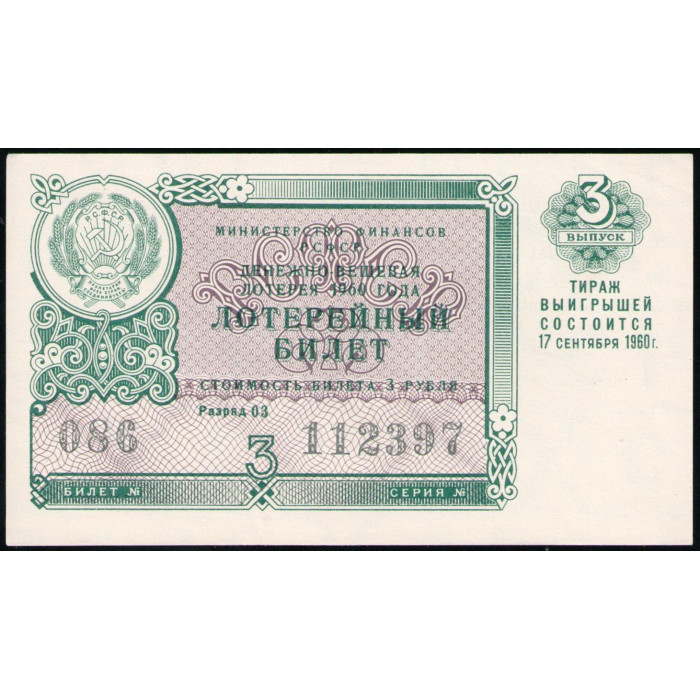 РСФСР
МИНИСТЕРСТВО ФИНАНСОВ
РСФСР
ДЕНЕЖНО-ВЕЩЕВАЯ
ЛОТЕРЕЯ 1960 ГОДА
ЛОТЕРЕЙНЫЙ
БИЛЕТ
СТОИМОСТЬ БИЛЕТА 3 РУБЛЯ
Разряд 03
086
112397
3
БИЛЕТ №
СЕРИЯ №
3
ВЫПУСК
ТИРАЖ
ВЫИГРЫШЕЙ
СОСТОИТСЯ
17 СЕНТЯБРЯ 1960 г.